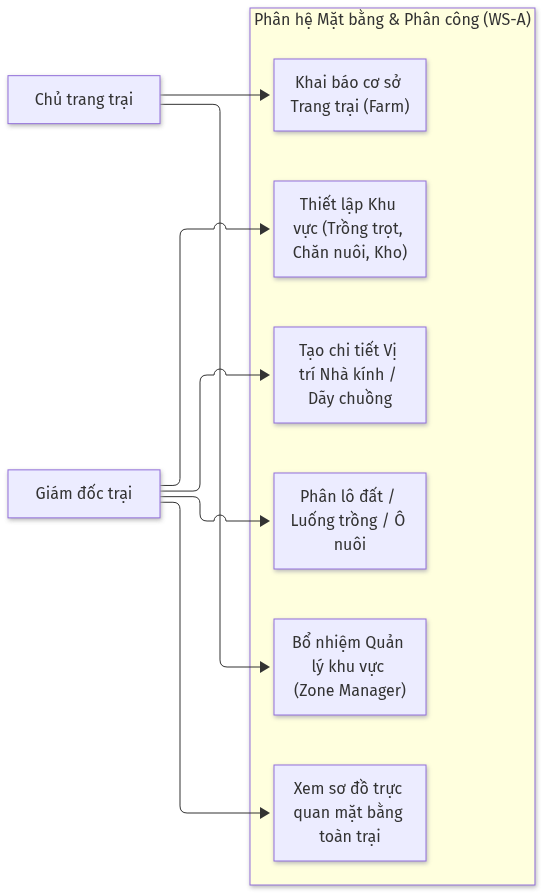 Phân hệ Mặt bằng & Phân công (WS-A)
Chủ trang trại
Khai báo cơ sở
Trang trại (Farm)
Thiết lập Khu
vực (Trồng trọt,
Chăn nuôi, Kho)
Tạo chi tiết Vị
trí Nhà kính /
Dãy chuồng
Giám đốc trại
Phân lô đất /
Luống trồng / Ô
nuôi
Bổ nhiệm Quản
lý khu vực
(Zone Manager)
Xem sơ đồ trực
quan mặt bằng
toàn trại